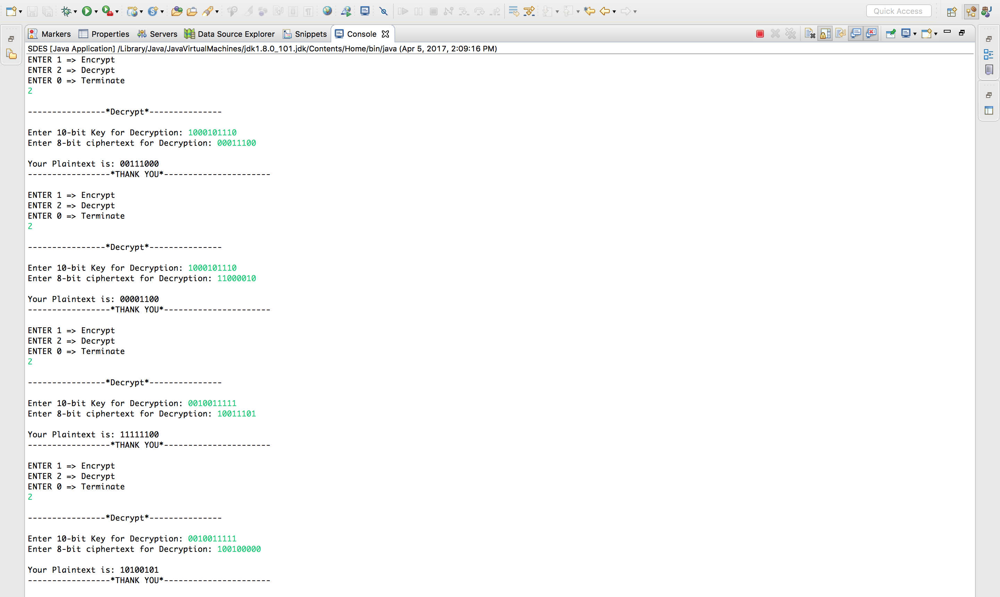 Quick Access
Markers Properties Servers Data Source Explorer Snippets Console
SDES [Java Application] /Library/Java/JavaVirtualMachines/jdk1.8.0_101.jdk/Contents/Home/bin/java (Apr 5, 2017, 2:09:16 PM)
ENTER 1 => Encrypt
ENTER 2 => Decrypt
ENTER 0 => Terminate
2
----------------*Decrypt*---------------
Enter 10-bit Key for Decryption: 1000101110
Enter 8-bit ciphertext for Decryption: 00011100
Your Plaintext is: 00111000
-----------------*THANK YOU*----------------------
ENTER 1 => Encrypt
ENTER 2 => Decrypt
ENTER 0 => Terminate
2
----------------*Decrypt*---------------
Enter 10-bit Key for Decryption: 1000101110
Enter 8-bit ciphertext for Decryption: 11000010
Your Plaintext is: 00001100
-----------------*THANK YOU*----------------------
ENTER 1 => Encrypt
ENTER 2 => Decrypt
ENTER 0 => Terminate
2
----------------*Decrypt*---------------
Enter 10-bit Key for Decryption: 0010011111
Enter 8-bit ciphertext for Decryption: 10011101
Your Plaintext is: 11111100
-----------------*THANK YOU*----------------------
ENTER 1 => Encrypt
ENTER 2 => Decrypt
ENTER 0 => Terminate
2
----------------*Decrypt*---------------
Enter 10-bit Key for Decryption: 0010011111
Enter 8-bit ciphertext for Decryption: 100100000
Your Plaintext is: 10100101
-----------------*THANK YOU*----------------------